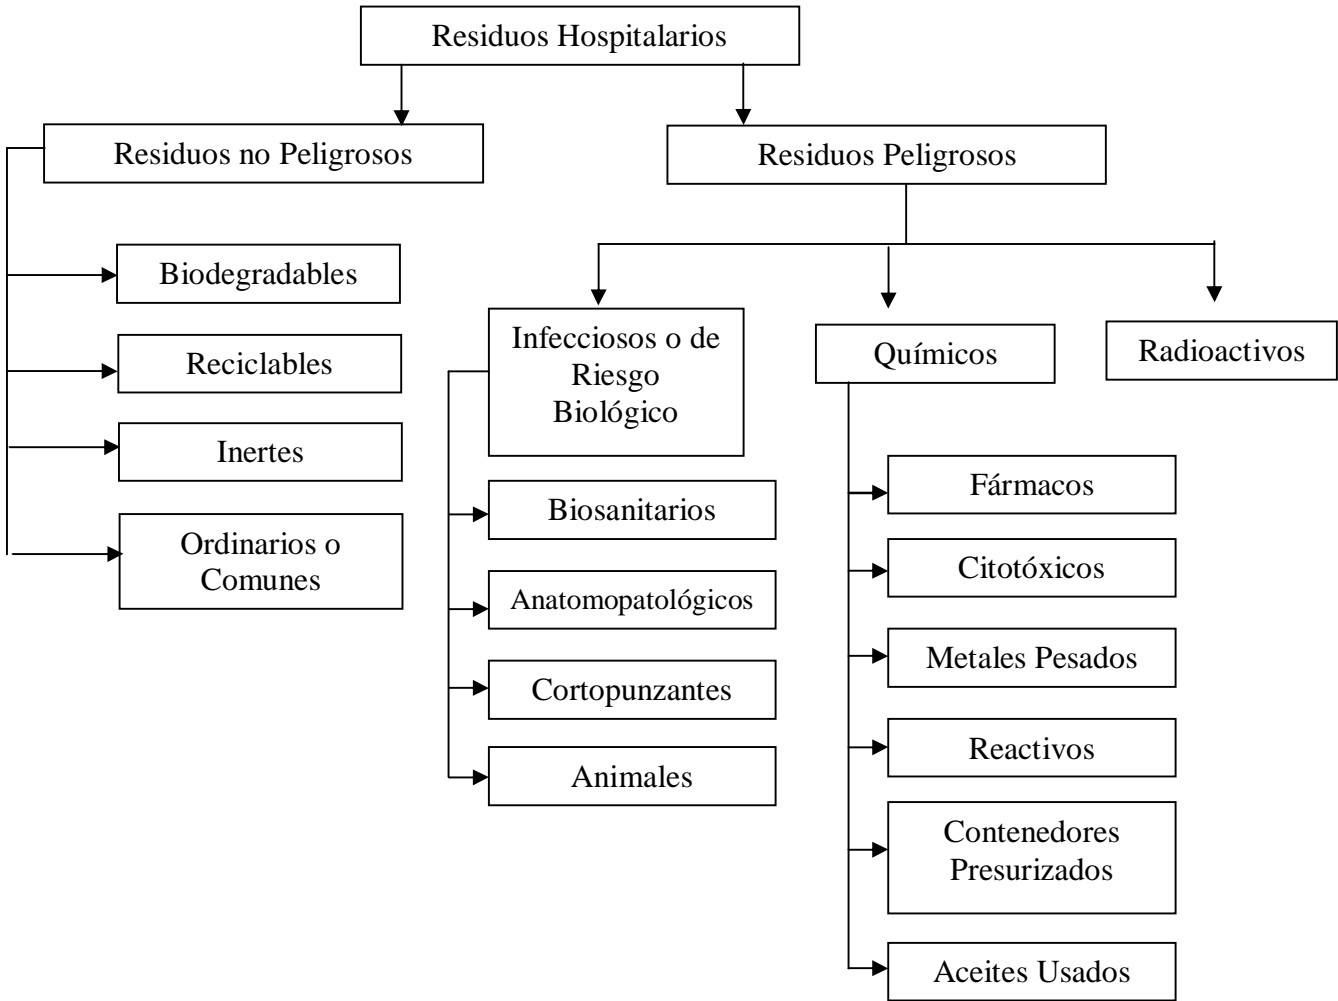 Residuos Hospitalarios
Residuos no Peligrosos
Residuos Peligrosos
Biodegradables
Reciclables
Inertes
Ordinarios o
Comunes
Infecciosos o de
Riesgo
Biológico
Biosanitarios
Anatomopatológicos
Cortopunzantes
Animales
Químicos
Fármacos
Citotóxicos
Metales Pesados
Reactivos
Contenedores
Presurizados
Aceites Usados
Radioactivos